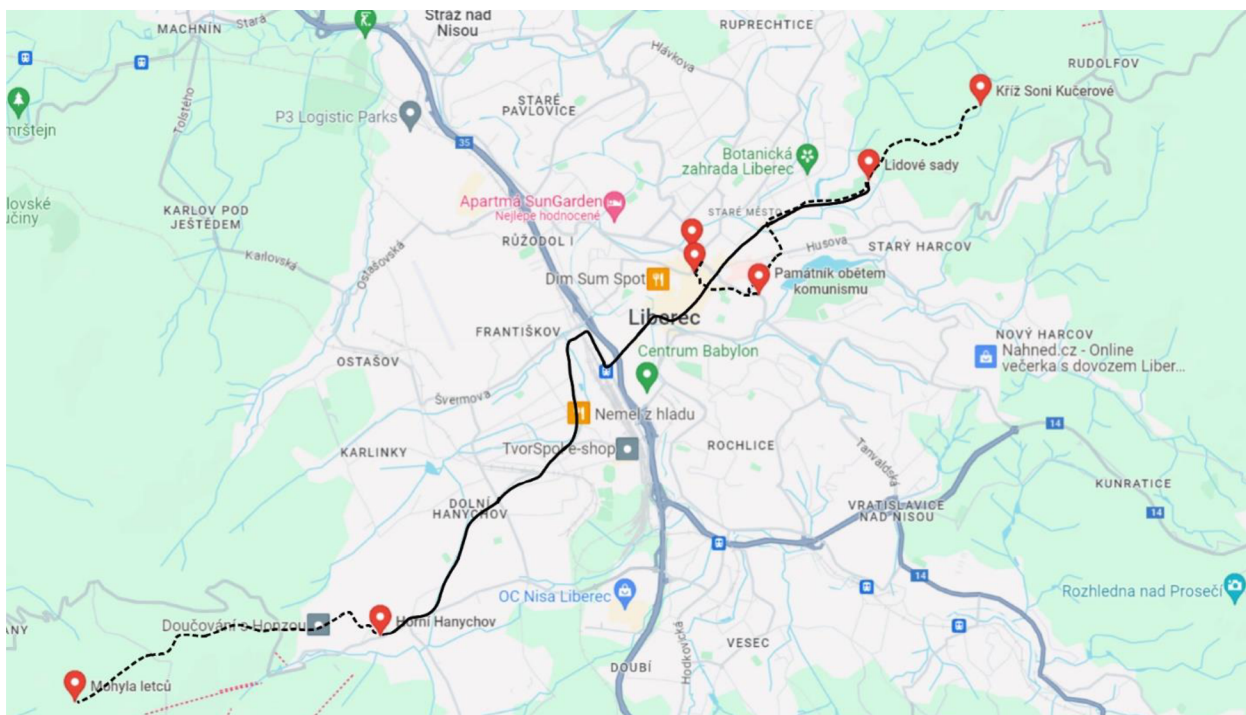 Stráž nad
Nisou
RUPRECHTICE
MACHNÍN
Stará
Hlávkova
RUDOLFOV
Kříž Soni Kučerové
Tolstého
STARÉ
PAVLOVICE
P3 Logistic Parks
mrštejn
35
Botanická
zahrada Liberec
Lidové sady
lovské
učiny
KARLOV POD
JEŠTĚDEM
Apartmá SunGarden
Nejlépe hodnocené
STARÉ MĚSTO
RŮŽODOL I
Husova
STARÝ HARCOV
Karlovská
Ostašovská
Dim Sum Spot
Památník obětem
komunismu
Liberec
FRANTIŠKOV
NOVÝ HARCOV
OSTAŠOV
Centrum Babylon
Nahned.cz - Online
večerka s dovozem Liber...
Švermova
Neměl z hladu
14
KARLINKY
TvorSpol e-shop
ROCHLICE
Tanvaldská
KUNRATICE
DOLNÍ
HANYCHOV
VRATISLAVICE
NAD NISOU
14
14
OC Nisa Liberec
Rozhledna nad Prosečí
Doučování s Honzou
Horní Hanychov
ANY
Hodkovická
VESEC
DOUBÍ
Mohyla letců